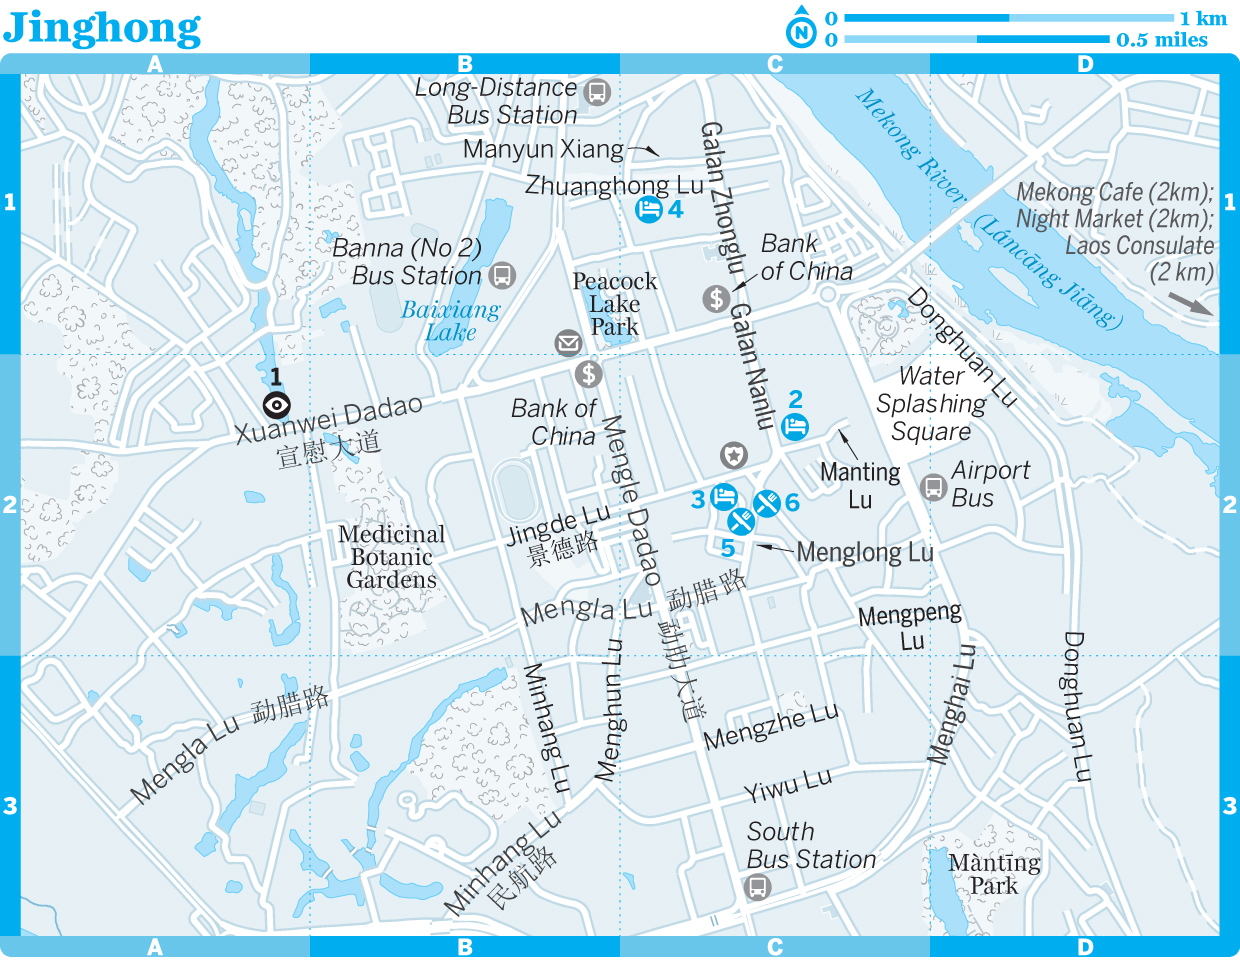 Jinghong
N
0 1 km
0 0.5 miles
A B C D
Long-Distance
Bus Station
Manyun Xiang
Zhuanghong Lu
4
Galan Zhonglu
Mekong River (Láncāng Jiāng)
1
1
Mekong Cafe (2km);
Night Market (2km);
Laos Consulate
(2 km)
Banna (No 2)
Bus Station
Bank
of China
$
Baixiang
Lake
Peacock
Lake
Park
Galan Nanlu
Donghuan Lu
1
$
Xuanwei Dadao
宣慰大道
Bank of
China
Mengle Dadao
2
Water
Splashing
Square
Manting
Lu
Airport
Bus
2
2
3
6
5
Jingde Lu
景德路
Menglong Lu
Medicinal
Botanic
Gardens
Mengla Lu 勐腊路
Mengpeng
Lu
勐肋大道
Minhang Lu
Menglun Lu
Menghai Lu
Donghuan Lu
Mengla Lu 勐腊路
Mengzhe Lu
Yiwu Lu
3
3
Minhang Lu
民航路
South
Bus Station
Màntīng
Park
A B C D